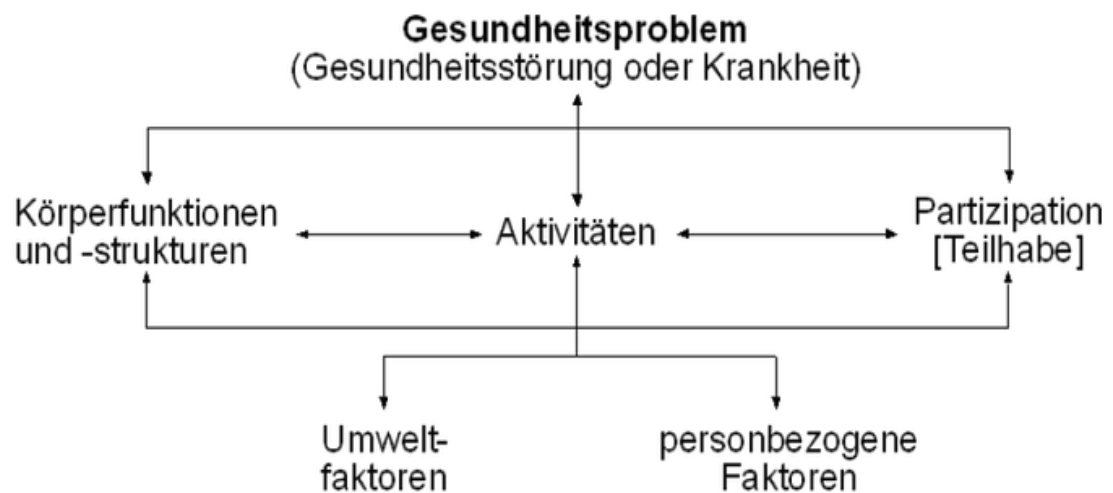 Gesundheitsproblem
(Gesundheitsstörung oder Krankheit)
Körperfunktionen
und -strukturen
Aktivitäten
Partizipation
[Teilhabe]
Umwelt-
faktoren
personbezogene
Faktoren